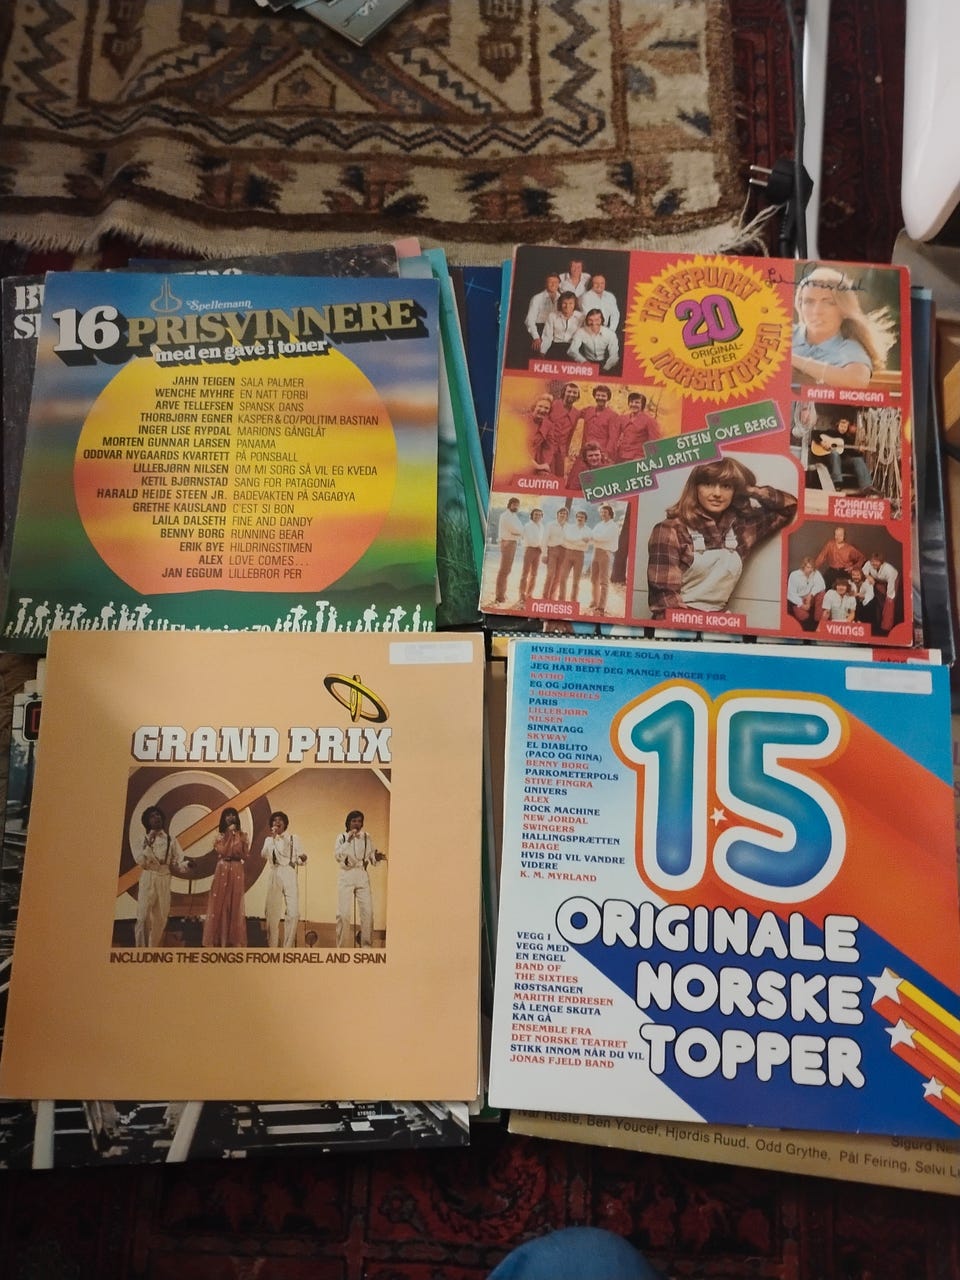 Spellemann
16 PRISVINNERE
med en gave i toner
JAHN TEIGEN SALA PALMER
WENCHE MYHRE EN NATT FORBI
ARVE TELLEFSEN SPANSK DANS
THORBJØRN EGNER KASPER & CO/POLITIM. BASTIAN
INGER LISE RYPDAL MARIONS GÅNGLÅT
MORTEN GUNNAR LARSEN PANAMA
ODDVAR NYGAARDS KVARTETT PÅ PONSBALL
LILLEBJØRN NILSEN OM MI SORG SÅ VIL EG KVEDA
KETIL BJØRNSTAD SANG FOR PATAGONIA
HARALD HEIDE STEEN JR. BADEVAKTEN PÅ SAGAØYA
GRETHE KAUSLAND C'EST SI BON
LAILA DALSETH FINE AND DANDY
BENNY BORG RUNNING BEAR
ERIK BYE HILDRINGSTIMEN
ALEX LOVE COMES...
JAN EGGUM LILLEBROR PER
TREFFPUNKT
20
ORIGINAL-
LÅTER
NORSKTOPPEN
KJELL VIDARS
ANITA SKORGAN
STEIN OVE BERG
MAJ BRITT
FOUR JETS
GLUNTAN
JOHANNES
KLEPPEVIK
NEMESIS
HANNE KROGH
VIKINGS
GRAND PRIX
INCLUDING THE SONGS FROM ISRAEL AND SPAIN
STEREO
HVIS JEG FIKK VÆRE SOLA DI
RANDI HANSEN
JEG HAR BEDT DEG MANGE GANGER FØR
KATHO
EG OG JOHANNES
3 BUSSERULLS
PARIS
LILLEBJØRN
NILSEN
SINNATAGG
SKYWAY
EL DIABLITO
(PACO OG NINA)
BENNY BORG
PARKOMETERPOLS
STIVE FINGRA
UNIVERS
ALEX
ROCK MACHINE
NEW JORDAL
SWINGERS
HALLINGSPRÆTTEN
BAIAGE
HVIS DU VIL VANDRE
VIDERE
K. M. MYRLAND
15
ORIGINALE
NORSKE
TOPPER
VEGG I
VEGG MED
EN ENGEL
BAND OF
THE SIXTIES
RØSTSANGEN
MARITH ENDRESEN
SÅ LENGE SKUTA
KAN GÅ
ENSEMBLE FRA
DET NORSKE TEATRET
STIKK INNOM NÅR DU VIL
JONAS FJELD BAND
Ivar Ruste, Ben Youcef, Hjørdis Ruud, Odd Grythe, Pål Feiring, Sølvi
Sigurd